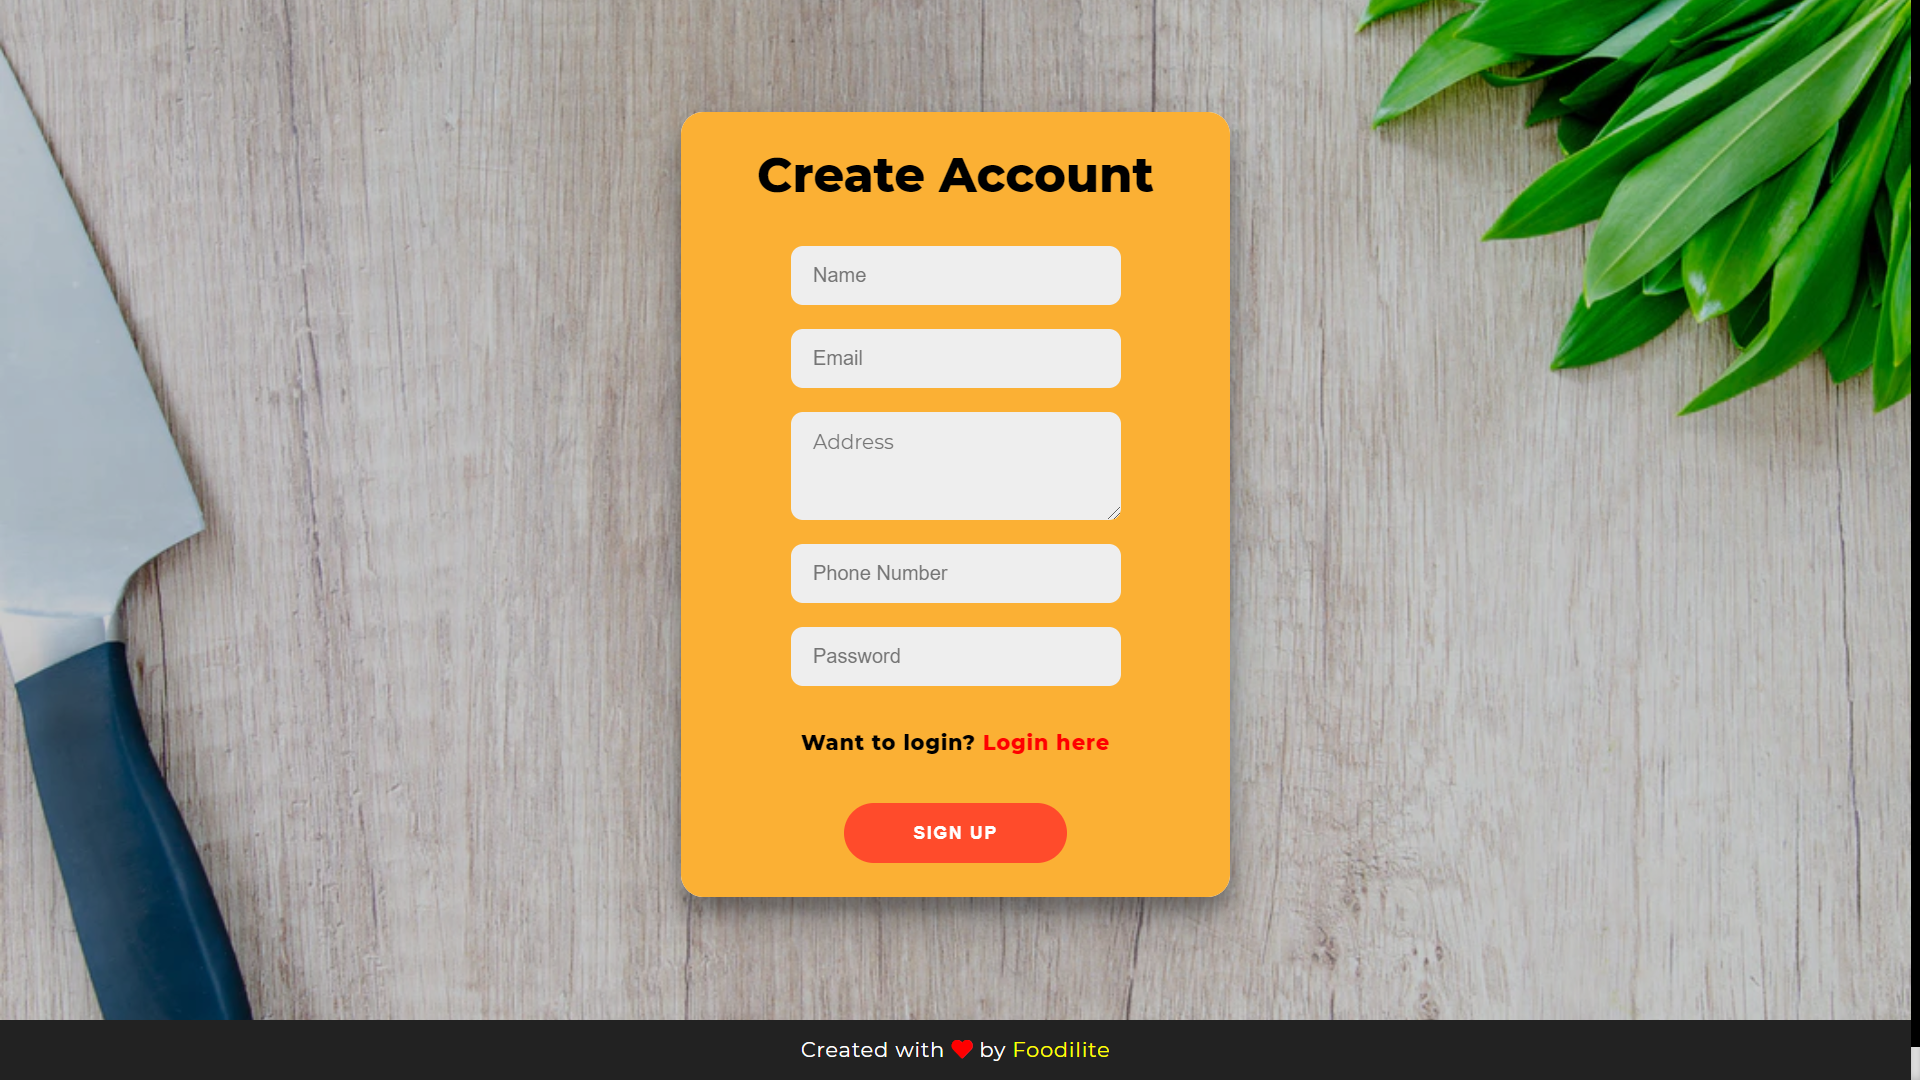 Create Account
Name
Email
Address
Phone Number
Password
Want to login? Login here
SIGN UP
Created with ❤ by Foodilite